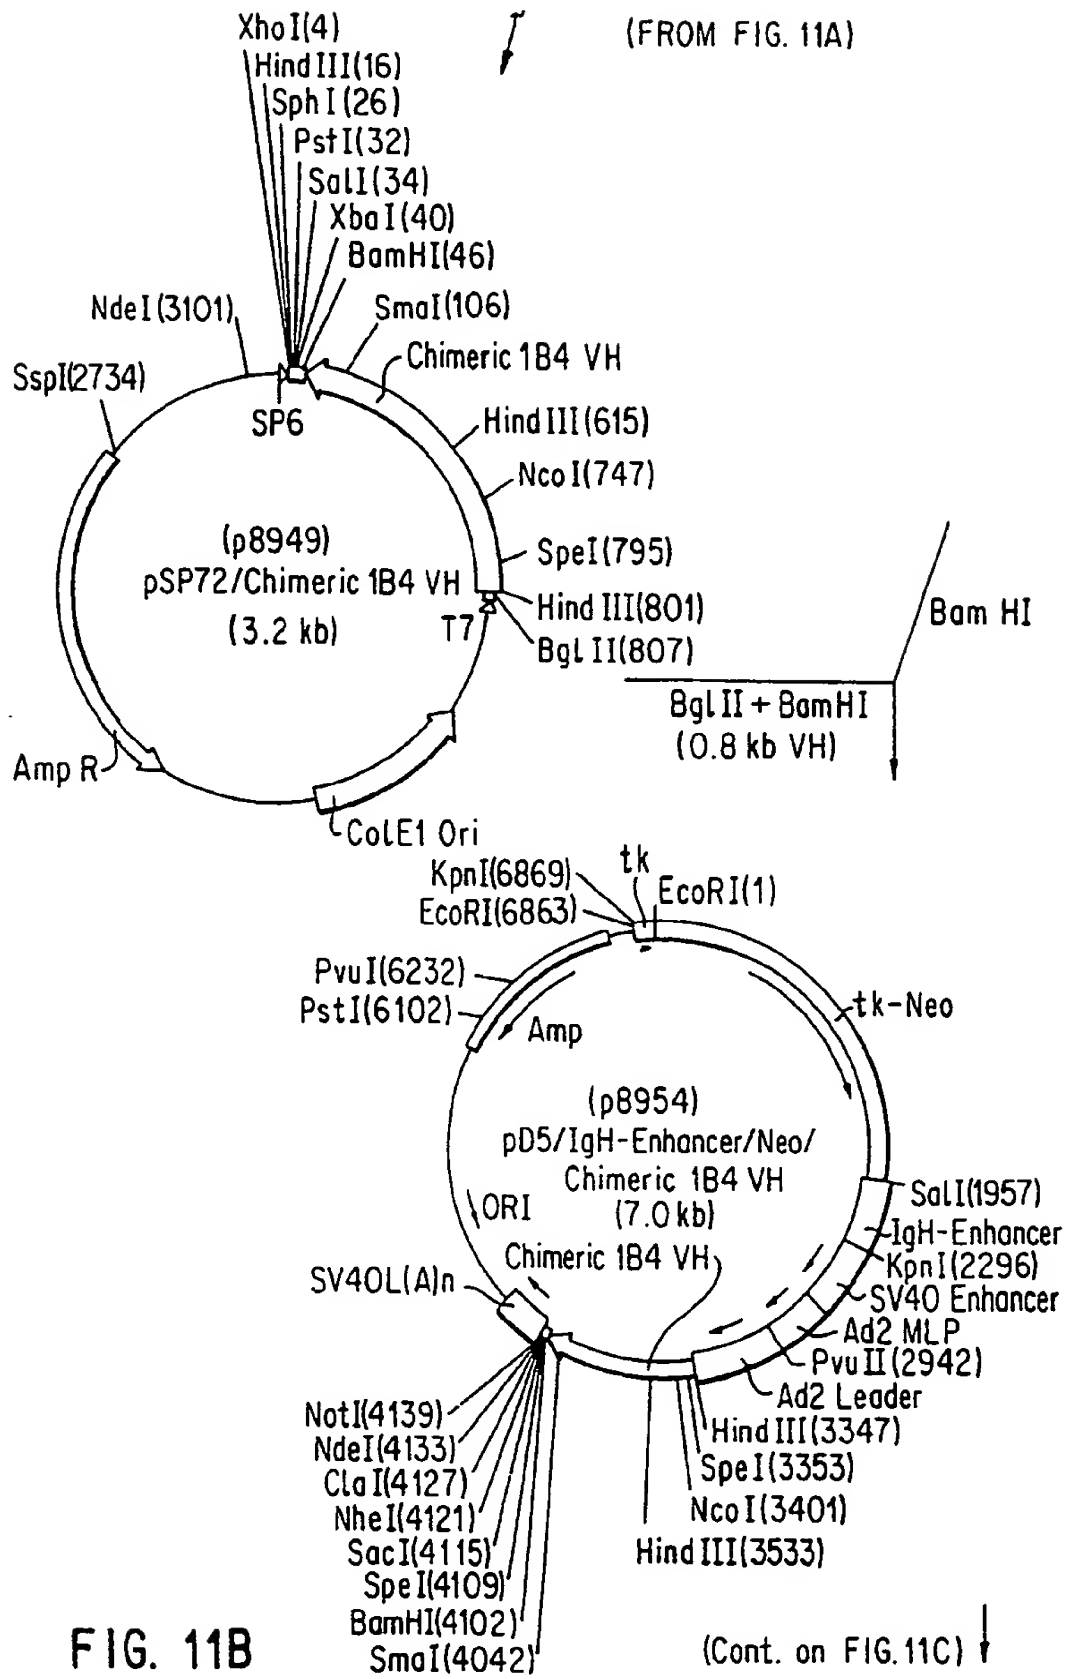 (FROM FIG. 11A)
XhoI(4)
HindIII(16)
SphI(26)
PstI(32)
SalI(34)
XbaI(40)
BamHI(46)
SmaI(106)
NdeI(3101)
Chimeric 1B4 VH
SspI(2734)
SP6
HindIII(615)
NcoI(747)
(p8949)
pSP72/Chimeric 1B4 VH
(3.2 kb)
SpeI(795)
HindIII(801)
T7
BglII(807)
Bam HI
BglII + BamHI
(0.8 kb VH)
Amp R
ColE1 Ori
tk
KpnI(6869)
EcoRI(1)
EcoRI(6863)
PvuI(6232)
PstI(6102)
Amp
tk-Neo
(p8954)
pD5/IgH-Enhancer/Neo/
Chimeric 1B4 VH
(7.0 kb)
SalI(1957)
ORI
IgH-Enhancer
Chimeric 1B4 VH
KpnI(2296)
SV40L(A)n
SV40 Enhancer
Ad2 MLP
PvuII(2942)
Ad2 Leader
HindIII(3347)
SpeI(3353)
NcoI(3401)
HindIII(3533)
NotI(4139)
NdeI(4133)
ClaI(4127)
NheI(4121)
SacI(4115)
SpeI(4109)
BamHI(4102)
SmaI(4042)
FIG. 11B
(Cont. on FIG.11C)